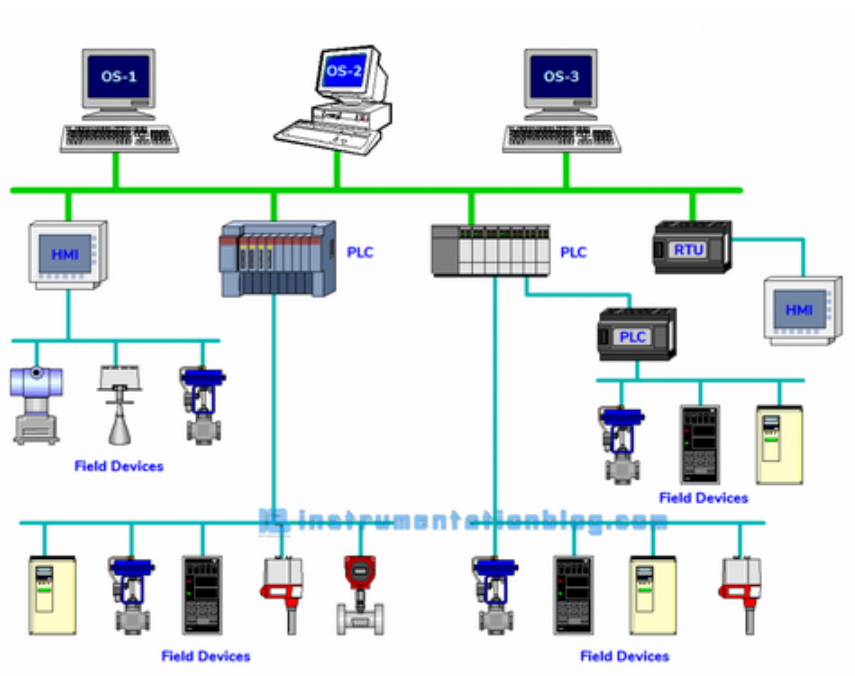 OS-1
OS-2
OS-3
HMI
PLC
PLC
RTU
HMI
PLC
Field Devices
Field Devices
instrumentationblog.com
Field Devices
Field Devices